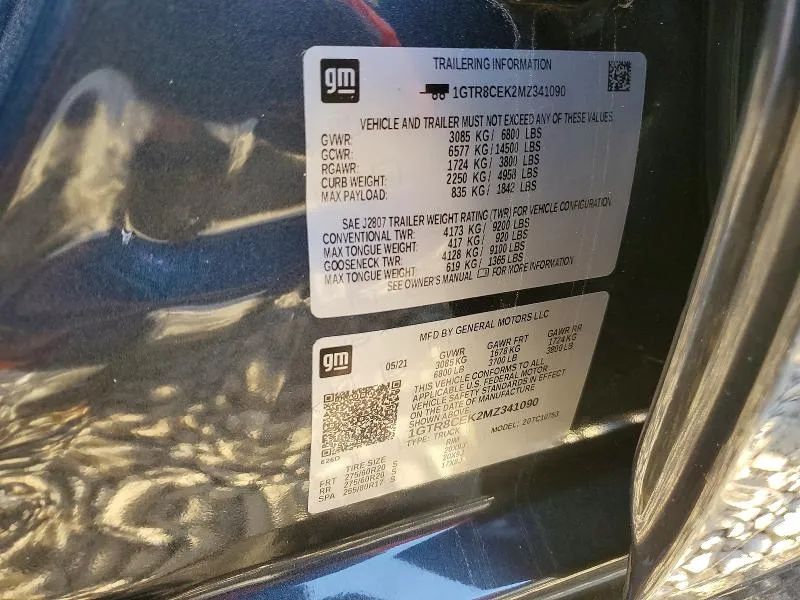 gm
TRAILERING INFORMATION
1GTR8CEK2MZ341090
VEHICLE AND TRAILER MUST NOT EXCEED ANY OF THESE VALUES.
GVWR: 3085 KG / 6800 LBS
GCWR: 6577 KG / 14500 LBS
RGAWR: 1724 KG / 3800 LBS
CURB WEIGHT: 2250 KG / 4958 LBS
MAX PAYLOAD: 835 KG / 1842 LBS
SAE J2807 TRAILER WEIGHT RATING (TWR) FOR VEHICLE CONFIGURATION
CONVENTIONAL TWR: 4173 KG / 9200 LBS
MAX TONGUE WEIGHT: 417 KG / 920 LBS
GOOSENECK TWR: 4128 KG / 9100 LBS
MAX TONGUE WEIGHT: 619 KG / 1365 LBS
SEE OWNER'S MANUAL FOR MORE INFORMATION
gm
MFD BY GENERAL MOTORS LLC
05/21 GVWR GAWR FRT GAWR RR
3085 KG 1678 KG 1724 KG
6800 LB 3700 LB 3800 LB
THIS VEHICLE CONFORMS TO ALL
APPLICABLE U.S. FEDERAL MOTOR
VEHICLE SAFETY STANDARDS IN EFFECT
ON THE DATE OF MANUFACTURE
SHOWN ABOVE.
1GTR8CEK2MZ341090
TYPE: TRUCK MODEL: 20TC10753
TIRE SIZE RIM
FRT 275/60R20 S
RR 275/60R20 S
SPA 265/80R17 S